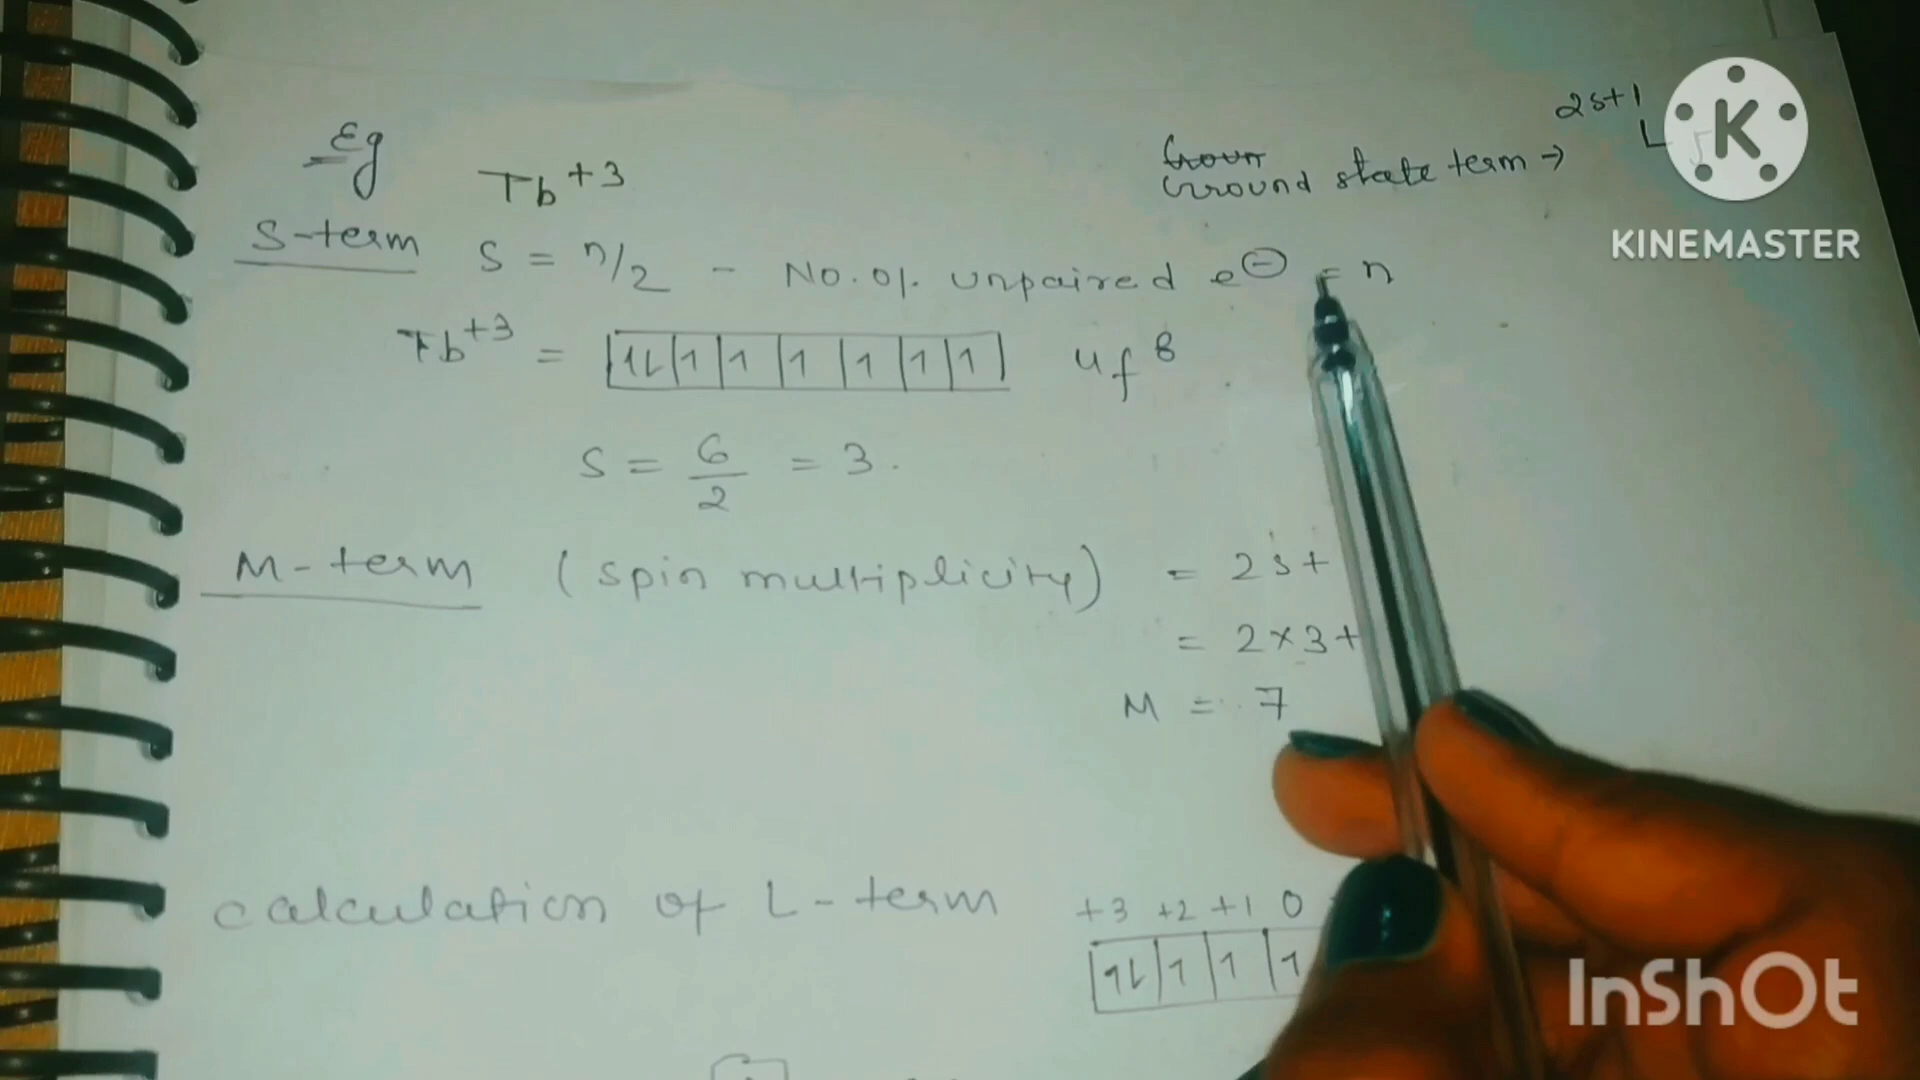 Eg
Tb+3
2s+1
L
Groun
Ground state term →
KINEMASTER
S-term S = n/2 - No. of. unpaired e⊖ = n
Tb+3 = 1L 1 1 1 1 1 1 4f8
S = 6/2 = 3.
M-term (spin multiplicity) = 2s+
= 2×3+
M = 7
calculation of L-term +3 +2 +1 0
1L 1 1 1
InShOt